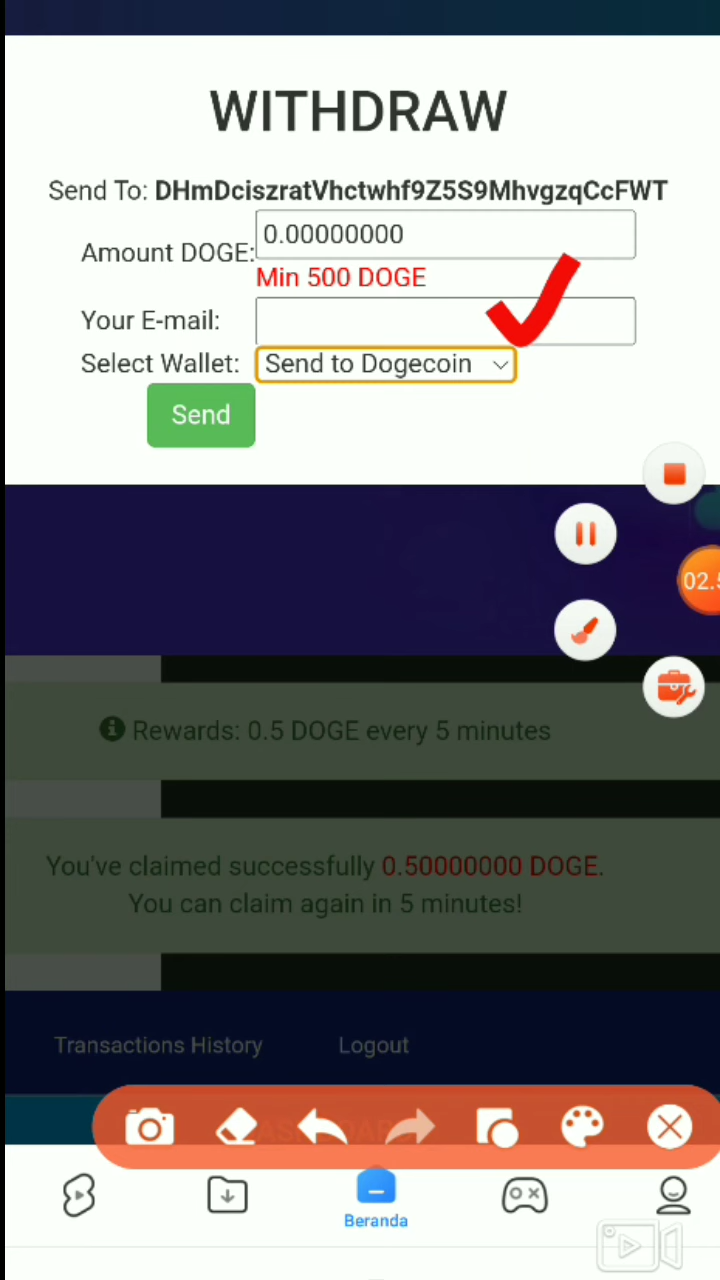 WITHDRAW
Send To: DHmDciszratVhctwhf9Z5S9MhvgzqCcFWT
Amount DOGE: 0.00000000
Min 500 DOGE
Your E-mail:
Select Wallet: Send to Dogecoin
Send
02.5
Rewards: 0.5 DOGE every 5 minutes
You've claimed successfully 0.50000000 DOGE.
You can claim again in 5 minutes!
Transactions History Logout
Beranda